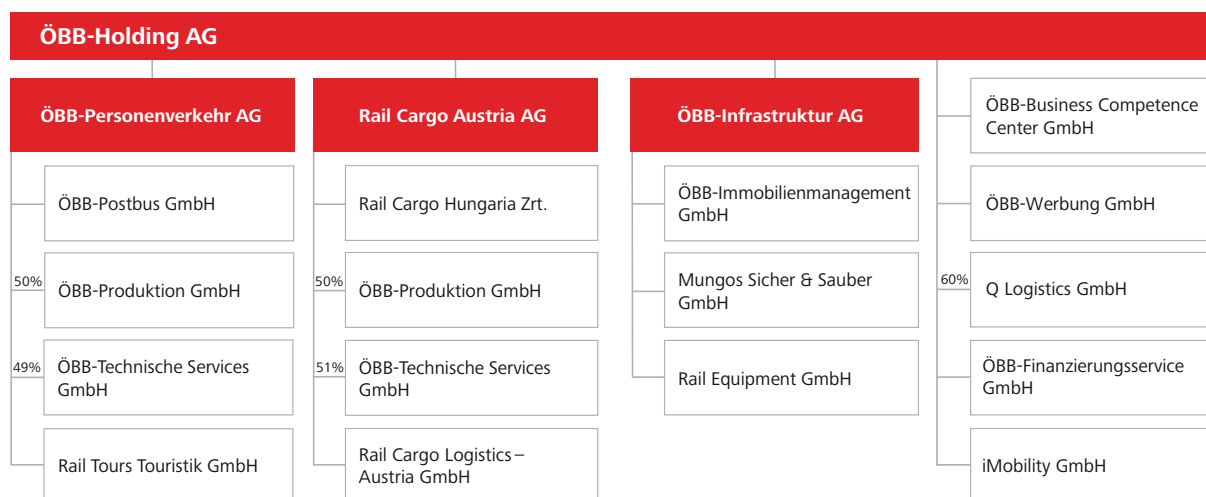 ÖBB-Holding AG
ÖBB-Personenverkehr AG
ÖBB-Postbus GmbH
50%
ÖBB-Produktion GmbH
49%
ÖBB-Technische Services
GmbH
Rail Tours Touristik GmbH
Rail Cargo Austria AG
Rail Cargo Hungaria Zrt.
50%
ÖBB-Produktion GmbH
51%
ÖBB-Technische Services
GmbH
Rail Cargo Logistics –
Austria GmbH
ÖBB-Infrastruktur AG
ÖBB-Immobilienmanagement
GmbH
Mungos Sicher & Sauber
GmbH
Rail Equipment GmbH
ÖBB-Business Competence
Center GmbH
ÖBB-Werbung GmbH
60%
Q Logistics GmbH
ÖBB-Finanzierungsservice
GmbH
iMobility GmbH